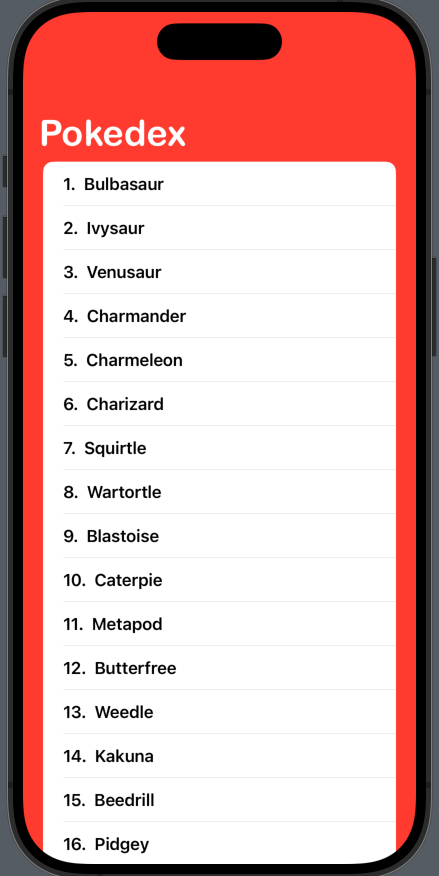 Pokedex
1. Bulbasaur
2. Ivysaur
3. Venusaur
4. Charmander
5. Charmeleon
6. Charizard
7. Squirtle
8. Wartortle
9. Blastoise
10. Caterpie
11. Metapod
12. Butterfree
13. Weedle
14. Kakuna
15. Beedrill
16. Pidgey